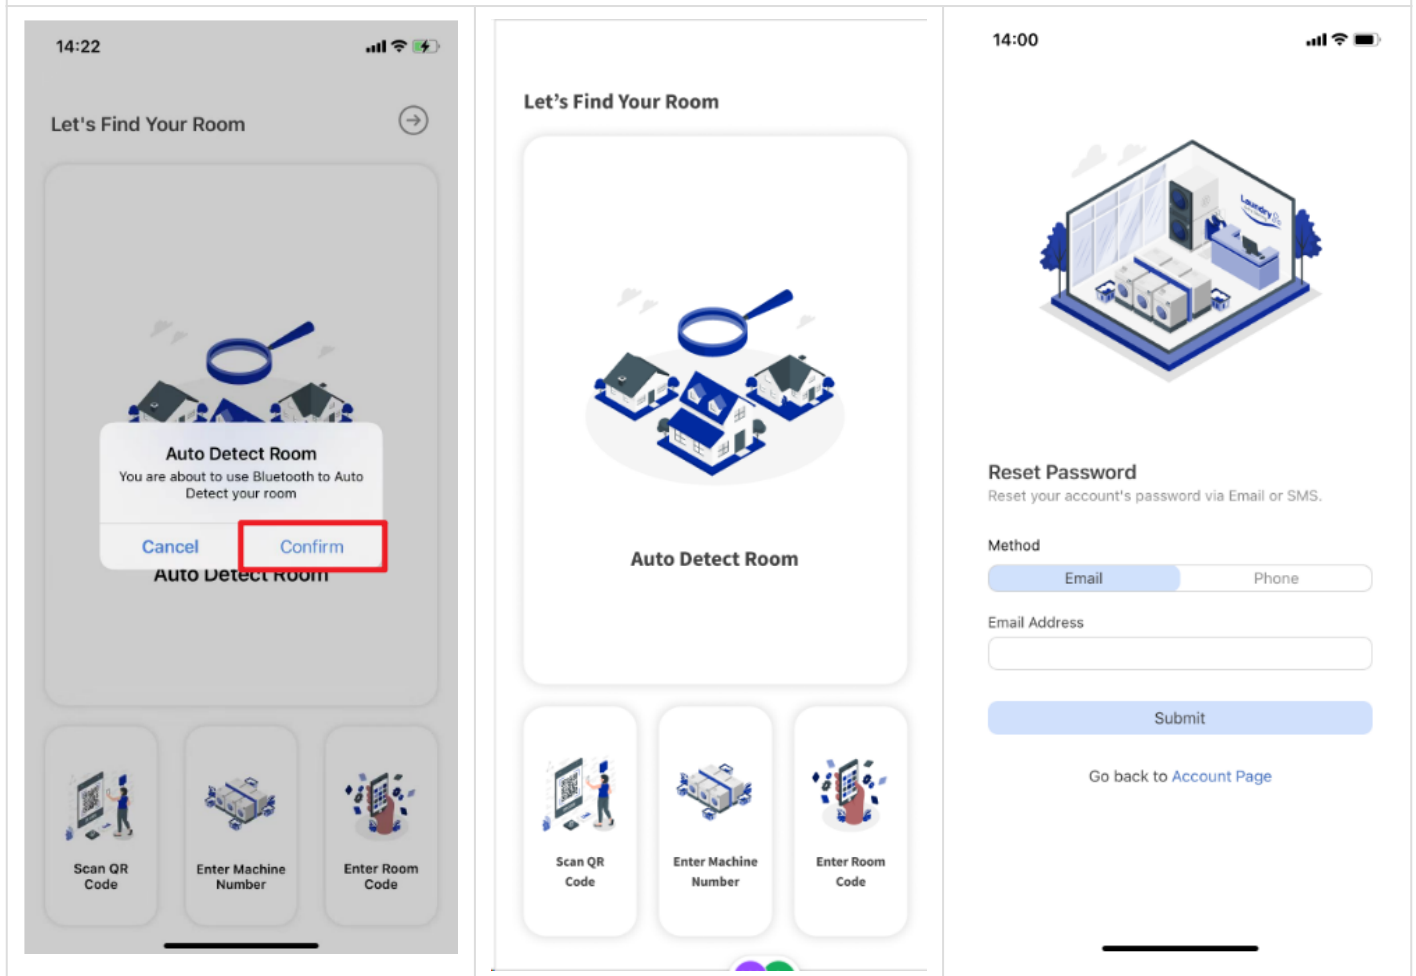 14:22
Let's Find Your Room
Auto Detect Room
You are about to use Bluetooth to Auto
Detect your room
Cancel
Confirm
Auto Detect Room
Scan QR
Code
Enter Machine
Number
Enter Room
Code
Let's Find Your Room
Auto Detect Room
Scan QR
Code
Enter Machine
Number
Enter Room
Code
14:00
Laundry
Reset Password
Reset your account's password via Email or SMS.
Method
Email
Phone
Email Address
Submit
Go back to Account Page